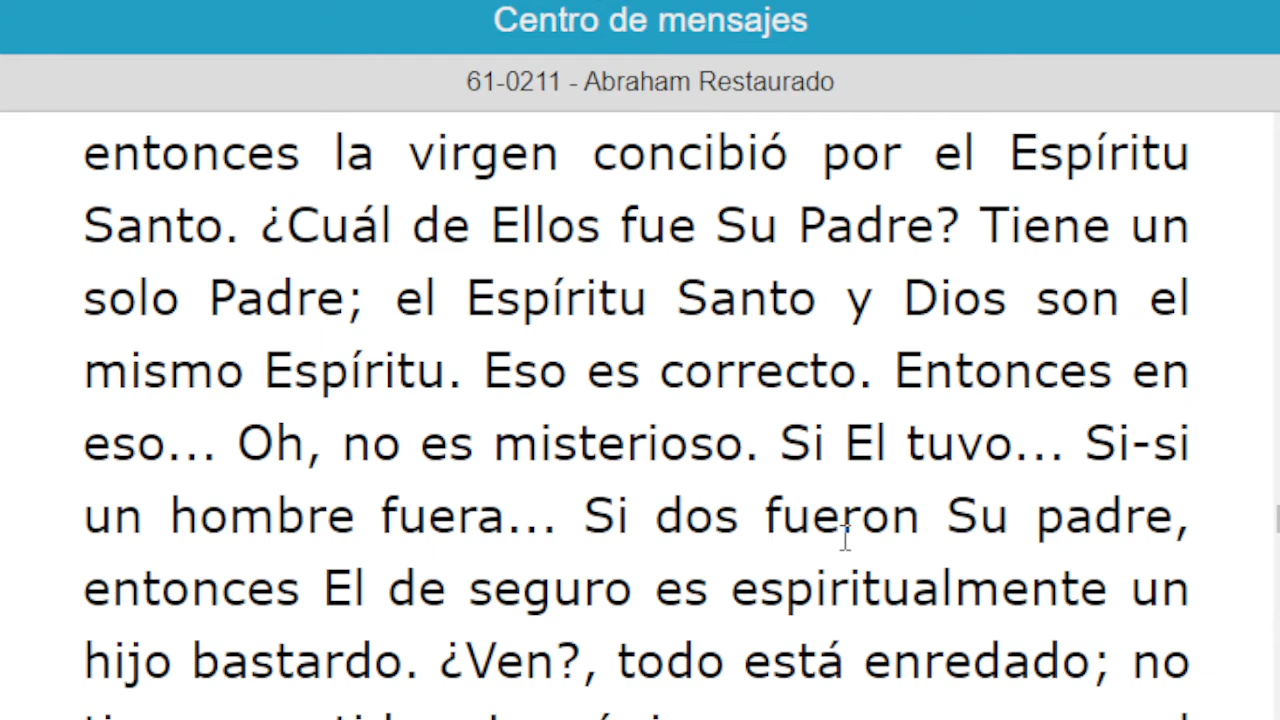 Centro de mensajes
61-0211 - Abraham Restaurado
entonces la virgen concibió por el Espíritu
Santo. ¿Cuál de Ellos fue Su Padre? Tiene un
solo Padre; el Espíritu Santo y Dios son el
mismo Espíritu. Eso es correcto. Entonces en
eso... Oh, no es misterioso. Si El tuvo... Si-si
un hombre fuera... Si dos fueron Su padre,
entonces El de seguro es espiritualmente un
hijo bastardo. ¿Ven?, todo está enredado; no